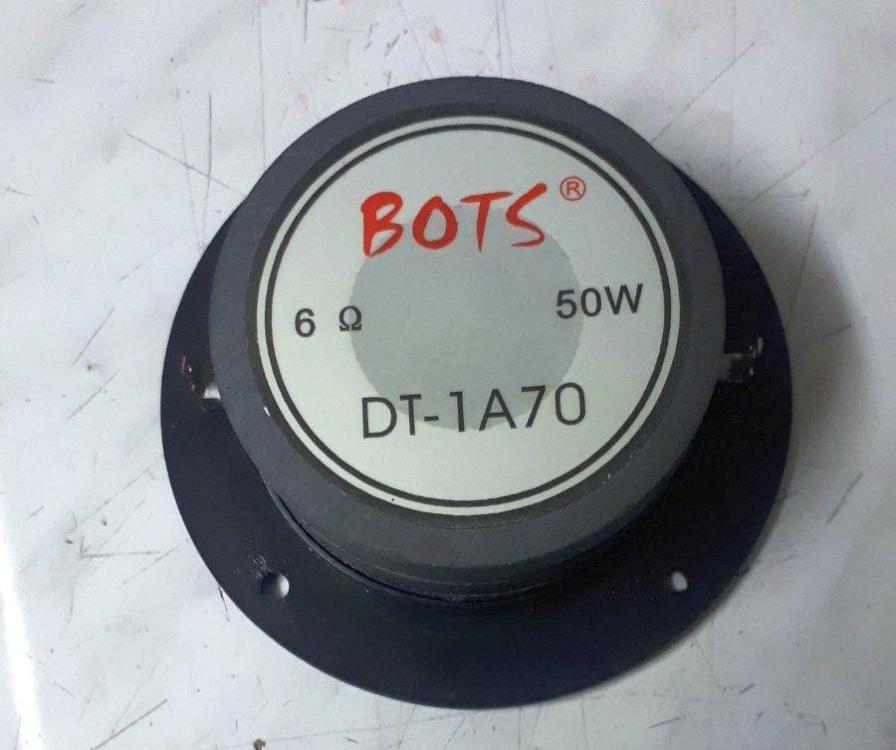 BOTS®
6 Ω 50W
DT-1A70